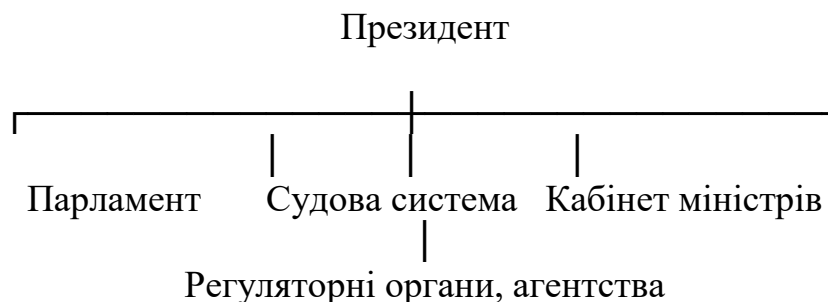 Президент
Парламент Судова система Кабінет міністрів
Регуляторні органи, агентства